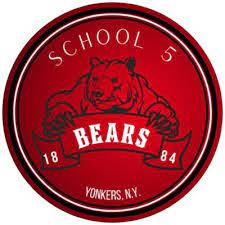 SCHOOL 5
BEARS
18 84
YONKERS, N.Y.